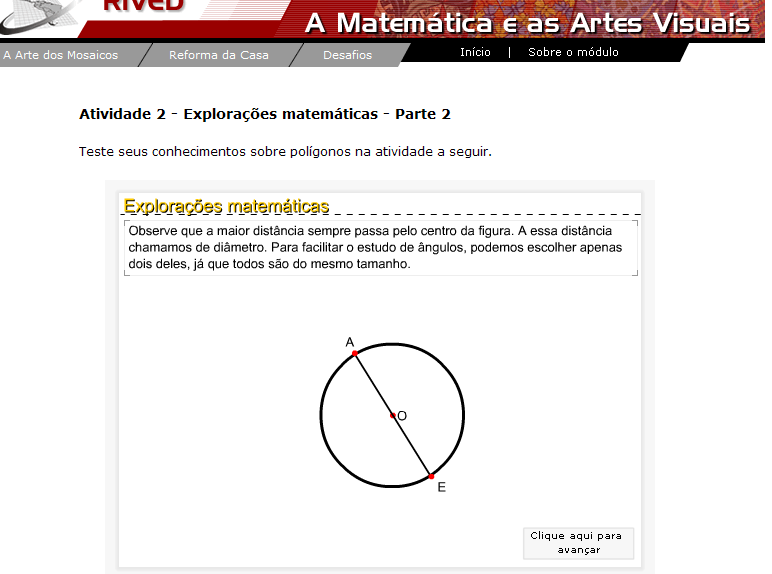 RIVED
A Matemática e as Artes Visuais
A Arte dos Mosaicos
Reforma da Casa
Desafios
Início | Sobre o módulo
Atividade 2 - Explorações matemáticas - Parte 2
Teste seus conhecimentos sobre polígonos na atividade a seguir.
Explorações matemáticas
Observe que a maior distância sempre passa pelo centro da figura. A essa distância
chamamos de diâmetro. Para facilitar o estudo de ângulos, podemos escolher apenas
dois deles, já que todos são do mesmo tamanho.
A
O
E
Clique aqui para
avançar